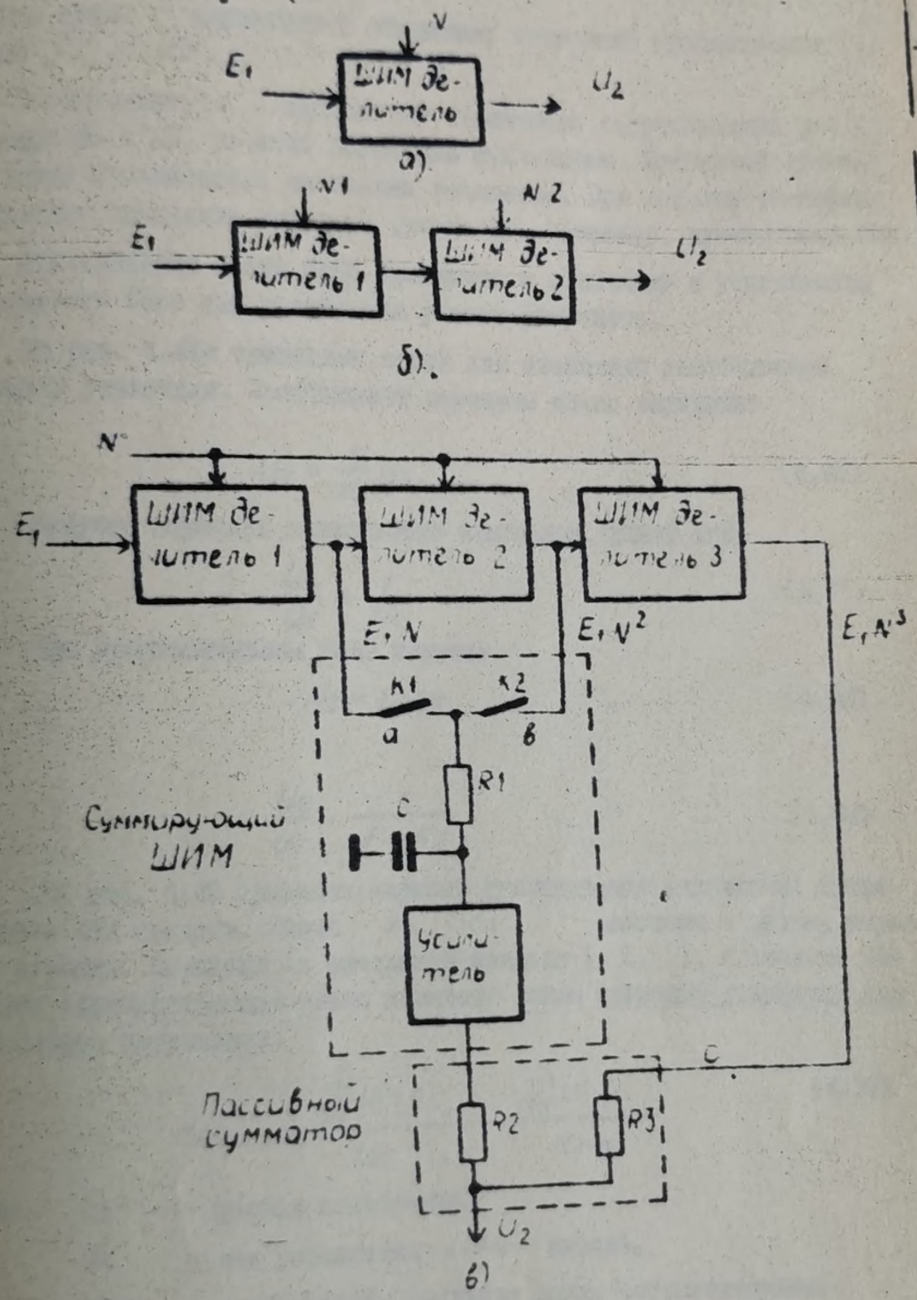 N
E₁
ШИМ де-
литель
U₂
а).
N1
N2
E₁
ШИМ де-
литель 1
ШИМ де-
литель 2
U₂
б).
N
E₁
ШИМ де-
литель 1
ШИМ де-
литель 2
ШИМ де-
литель 3
E₁N
E₁N²
E₁N³
К1
К2
а
в
R1
Суммирующий
ШИМ
С
Усили-
тель
С
Пассивный
сумматор
R2
R3
U₂
в)